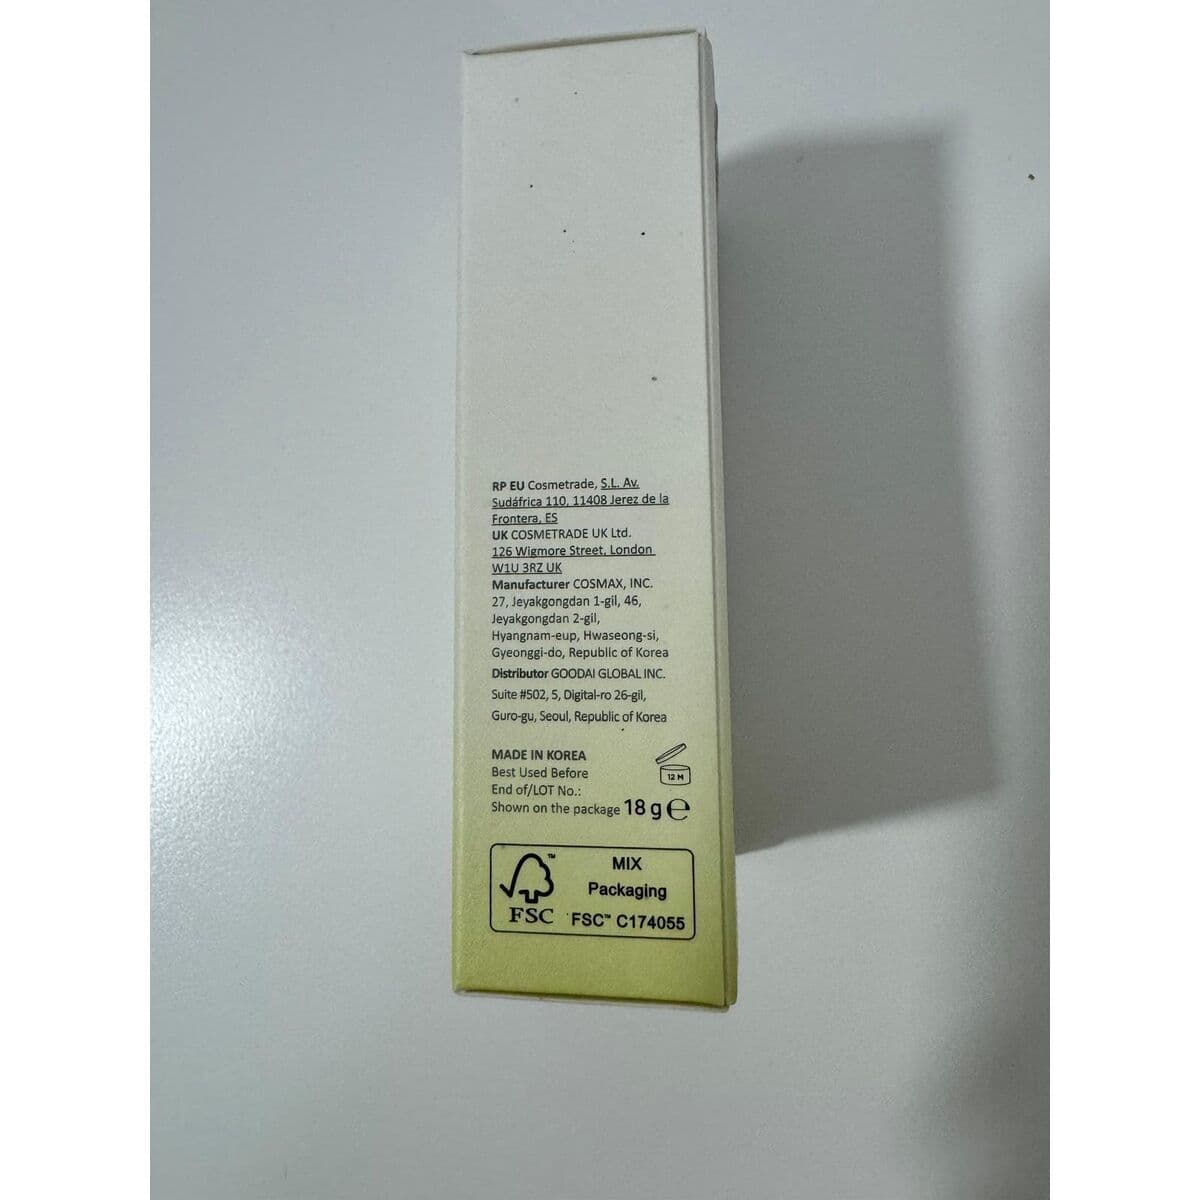 RP EU Cosmetrade, S.L. Av.
Sudáfrica 110, 11408 Jerez de la
Frontera, ES
UK COSMETRADE UK Ltd.
126 Wigmore Street, London
W1U 3RZ UK
Manufacturer COSMAX, INC.
27, Jeyakgongdan 1-gil, 46,
Jeyakgongdan 2-gil,
Hyangnam-eup, Hwaseong-si,
Gyeonggi-do, Republic of Korea
Distributor GOODAI GLOBAL INC.
Suite #502, 5, Digital-ro 26-gil,
Guro-gu, Seoul, Republic of Korea
MADE IN KOREA
Best Used Before
End of/LOT No.:
12 M
Shown on the package 18 g ℮
FSC™
MIX
Packaging
FSC™ C174055